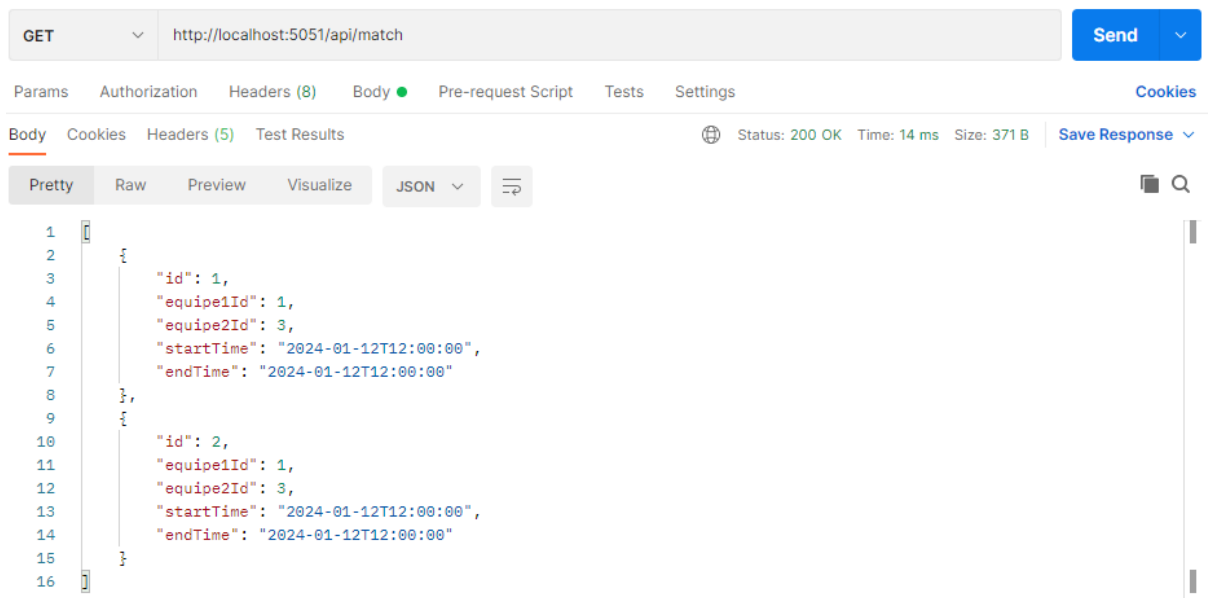 GET http://localhost:5051/api/match Send
Params Authorization Headers (8) Body Pre-request Script Tests Settings Cookies
Body Cookies Headers (5) Test Results Status: 200 OK Time: 14 ms Size: 371 B Save Response
Pretty Raw Preview Visualize JSON
1 [
2 {
3 "id": 1,
4 "equipe1Id": 1,
5 "equipe2Id": 3,
6 "startTime": "2024-01-12T12:00:00",
7 "endTime": "2024-01-12T12:00:00"
8 },
9 {
10 "id": 2,
11 "equipe1Id": 1,
12 "equipe2Id": 3,
13 "startTime": "2024-01-12T12:00:00",
14 "endTime": "2024-01-12T12:00:00"
15 }
16 ]